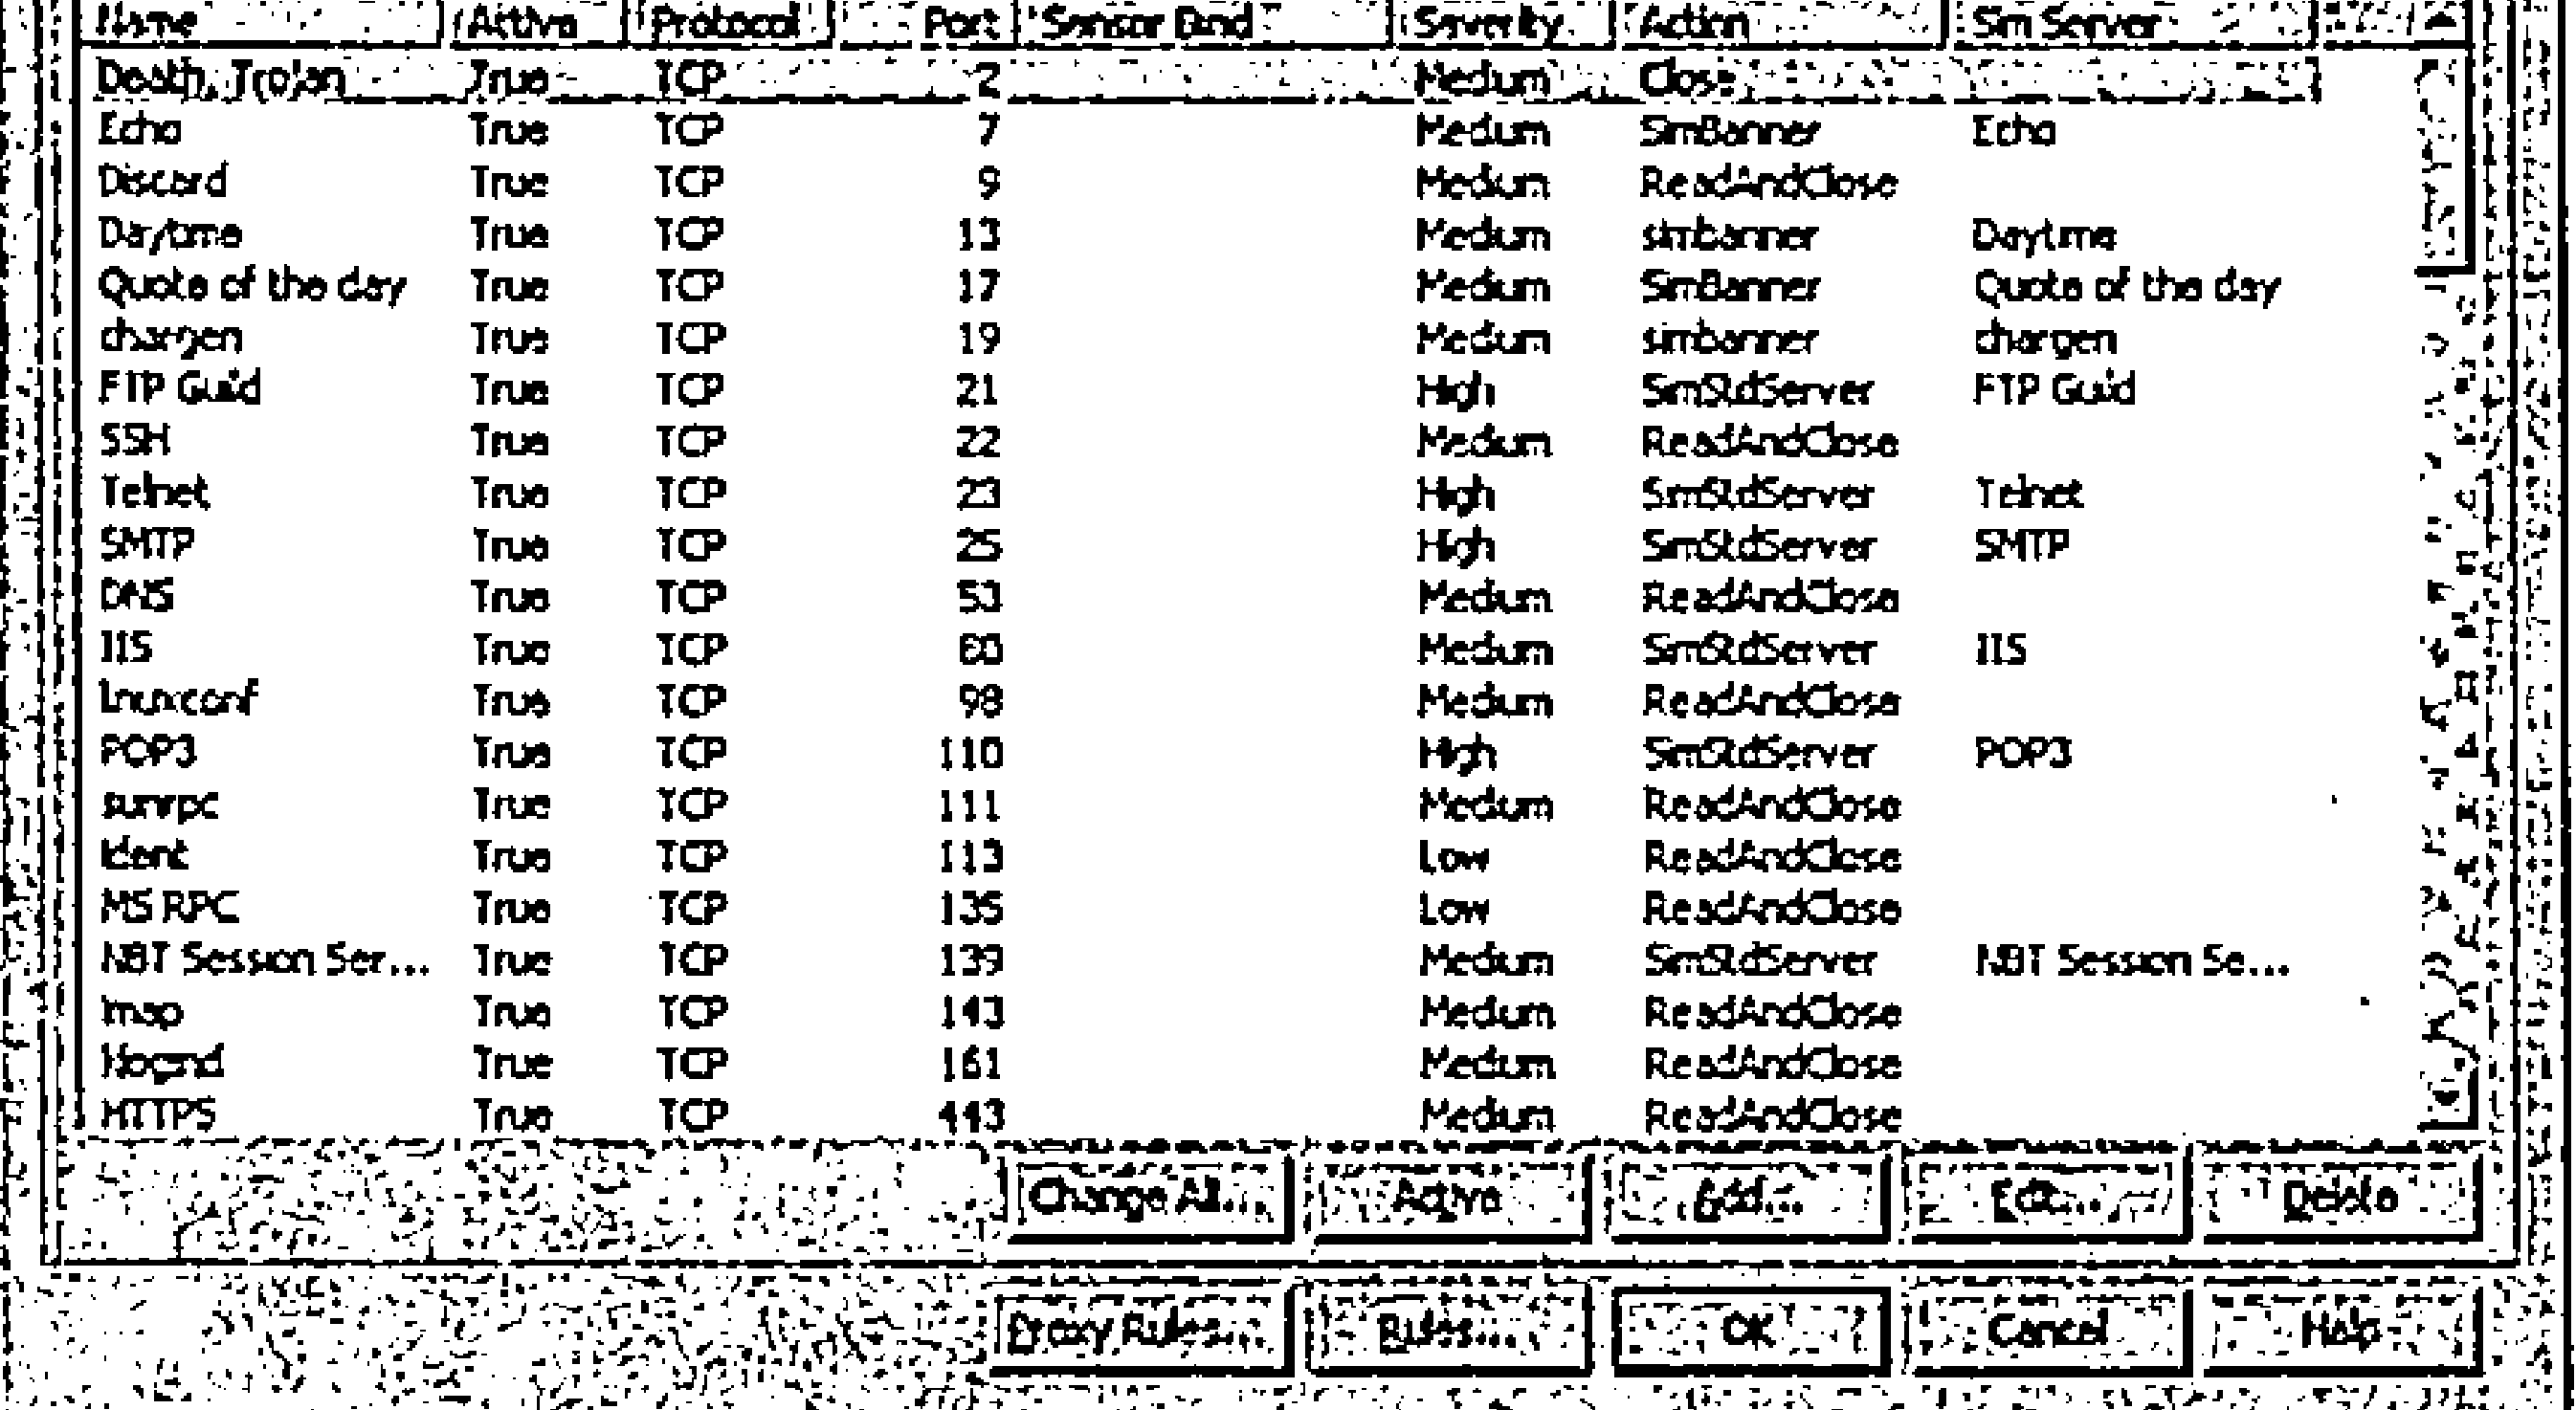 Name Active Protocol Port Sensor Bind Severity Action Sim Server
Death, Trojan True TCP 2 Medium Close
Echo True TCP 7 Medium SimBanner Echo
Discard True TCP 9 Medium ReadAndClose
Daytime True TCP 13 Medium simbanner Daytime
Quote of the day True TCP 17 Medium SimBanner Quote of the day
chargen True TCP 19 Medium simbanner chargen
FTP Guild True TCP 21 High SimStdServer FTP Guild
SSH True TCP 22 Medium ReadAndClose
Telnet True TCP 23 High SimStdServer Telnet
SMTP True TCP 25 High SimStdServer SMTP
DNS True TCP 53 Medium ReadAndClose
IIS True TCP 80 Medium SimStdServer IIS
Linuxconf True TCP 98 Medium ReadAndClose
POP3 True TCP 110 High SimStdServer POP3
sunrpc True TCP 111 Medium ReadAndClose
Ident True TCP 113 Low ReadAndClose
MS RPC True TCP 135 Low ReadAndClose
NBT Session Ser... True TCP 139 Medium SimStdServer NBT Session Se...
Imap True TCP 143 Medium ReadAndClose
True TCP 161 Medium ReadAndClose
HTTPS True TCP 443 Medium ReadAndClose
Change All... Active Add... Edit... Delete
Proxy Rules... Rules... OK Cancel Help